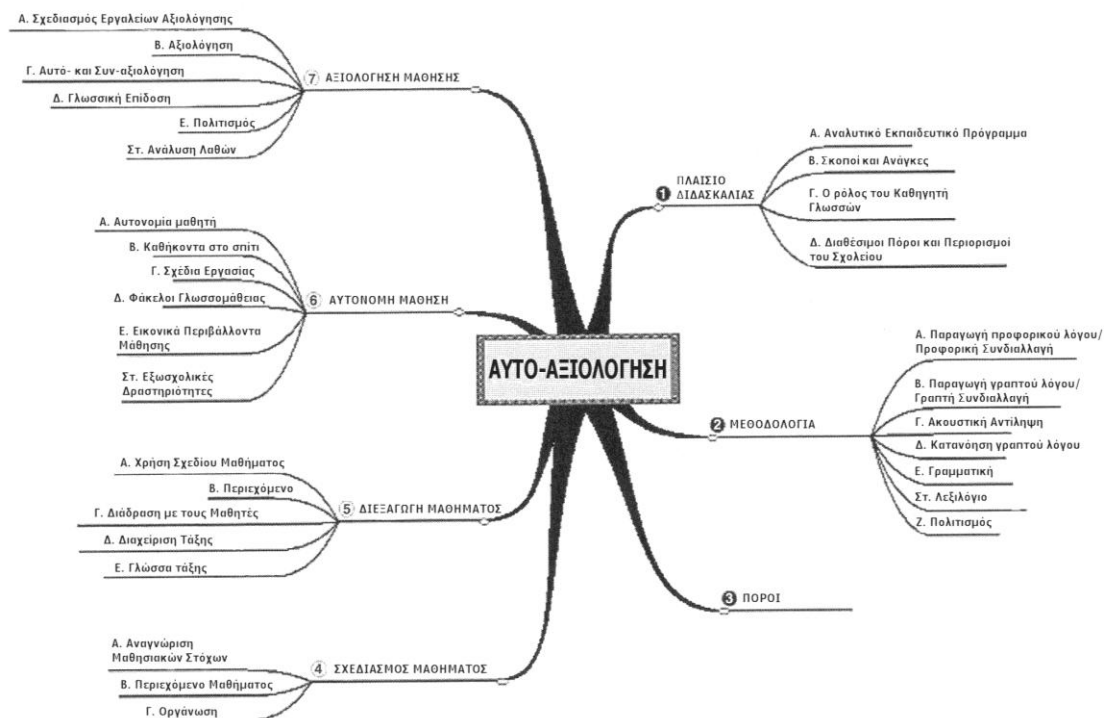 ΑΥΤΟ-ΑΞΙΟΛΟΓΗΣΗ
1 ΠΛΑΙΣΙΟ
ΔΙΔΑΣΚΑΛΙΑΣ
Α. Αναλυτικό Εκπαιδευτικό Πρόγραμμα
Β. Σκοποί και Ανάγκες
Γ. Ο ρόλος του Καθηγητή
Γλωσσών
Δ. Διαθέσιμοι Πόροι και Περιορισμοί
του Σχολείου
2 ΜΕΘΟΔΟΛΟΓΙΑ
Α. Παραγωγή προφορικού λόγου/
Προφορική Συνδιαλλαγή
Β. Παραγωγή γραπτού λόγου/
Γραπτή Συνδιαλλαγή
Γ. Ακουστική Αντίληψη
Δ. Κατανόηση γραπτού λόγου
Ε. Γραμματική
Στ. Λεξιλόγιο
Ζ. Πολιτισμός
3 ΠΟΡΟΙ
4 ΣΧΕΔΙΑΣΜΟΣ ΜΑΘΗΜΑΤΟΣ
Α. Αναγνώριση
Μαθησιακών Στόχων
Β. Περιεχόμενο Μαθήματος
Γ. Οργάνωση
5 ΔΙΕΞΑΓΩΓΗ ΜΑΘΗΜΑΤΟΣ
Α. Χρήση Σχεδίου Μαθήματος
Β. Περιεχόμενο
Γ. Διάδραση με τους Μαθητές
Δ. Διαχείριση Τάξης
Ε. Γλώσσα τάξης
6 ΑΥΤΟΝΟΜΗ ΜΑΘΗΣΗ
Α. Αυτονομία μαθητή
Β. Καθήκοντα στο σπίτι
Γ. Σχέδια Εργασίας
Δ. Φάκελοι Γλωσσομάθειας
Ε. Εικονικά Περιβάλλοντα
Μάθησης
Στ. Εξωσχολικές
Δραστηριότητες
7 ΑΞΙΟΛΟΓΗΣΗ ΜΑΘΗΣΗΣ
Α. Σχεδιασμός Εργαλείων Αξιολόγησης
Β. Αξιολόγηση
Γ. Αυτό- και Συν-αξιολόγηση
Δ. Γλωσσική Επίδοση
Ε. Πολιτισμός
Στ. Ανάλυση Λαθών